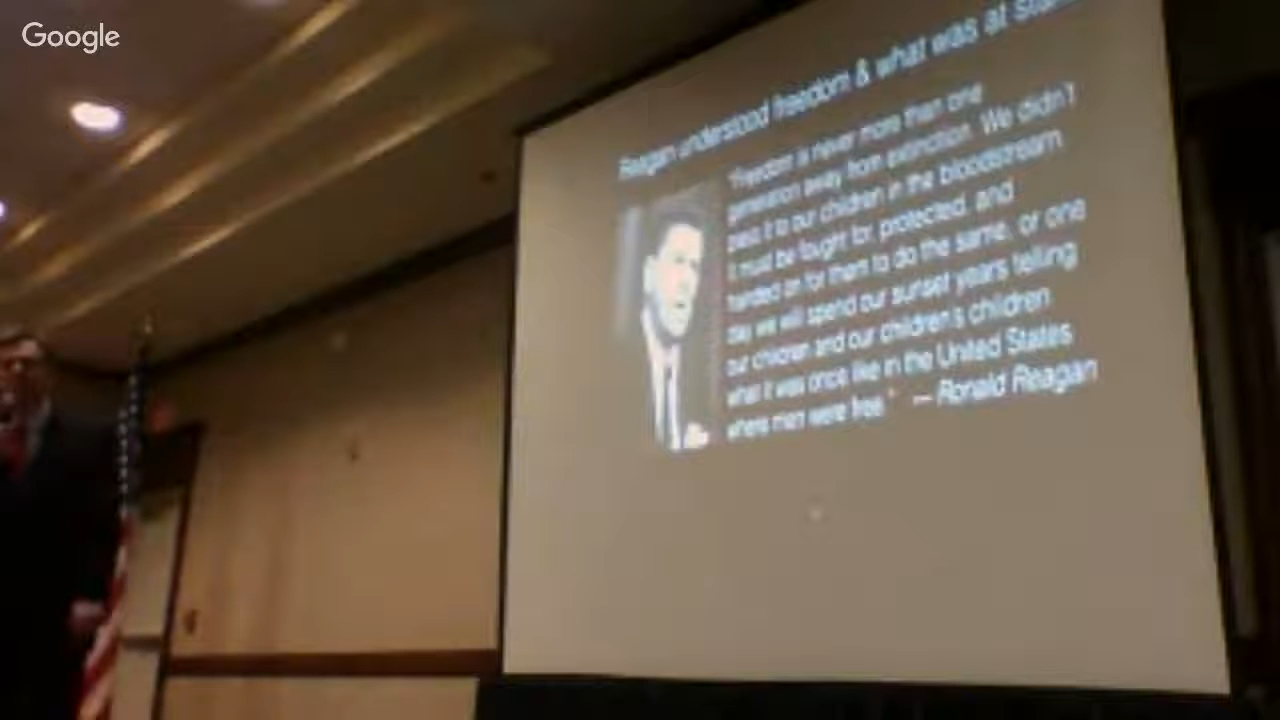 Google
Reagan understood freedom & what was at
"Freedom is never more than one
generation away from extinction. We didn't
pass it to our children in the bloodstream.
It must be fought for, protected, and
handed on for them to do the same, or one
day we will spend our sunset years telling
our children and our children's children
what it was once like in the United States
where men were free." — Ronald Reagan